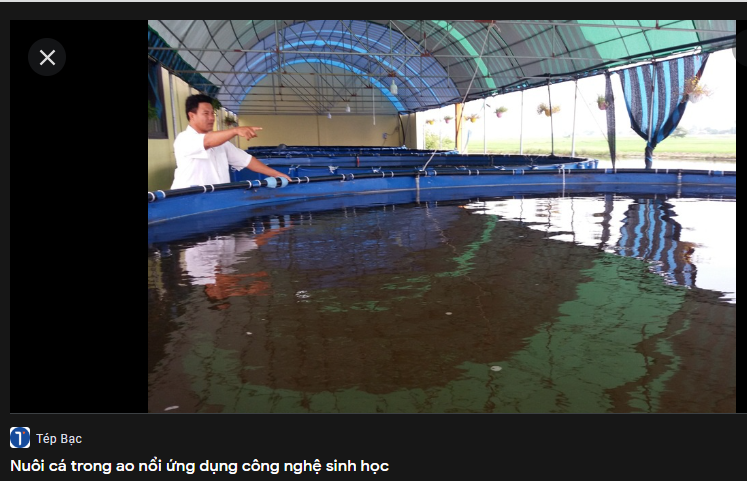 Tép Bạc
Nuôi cá trong ao nổi ứng dụng công nghệ sinh học